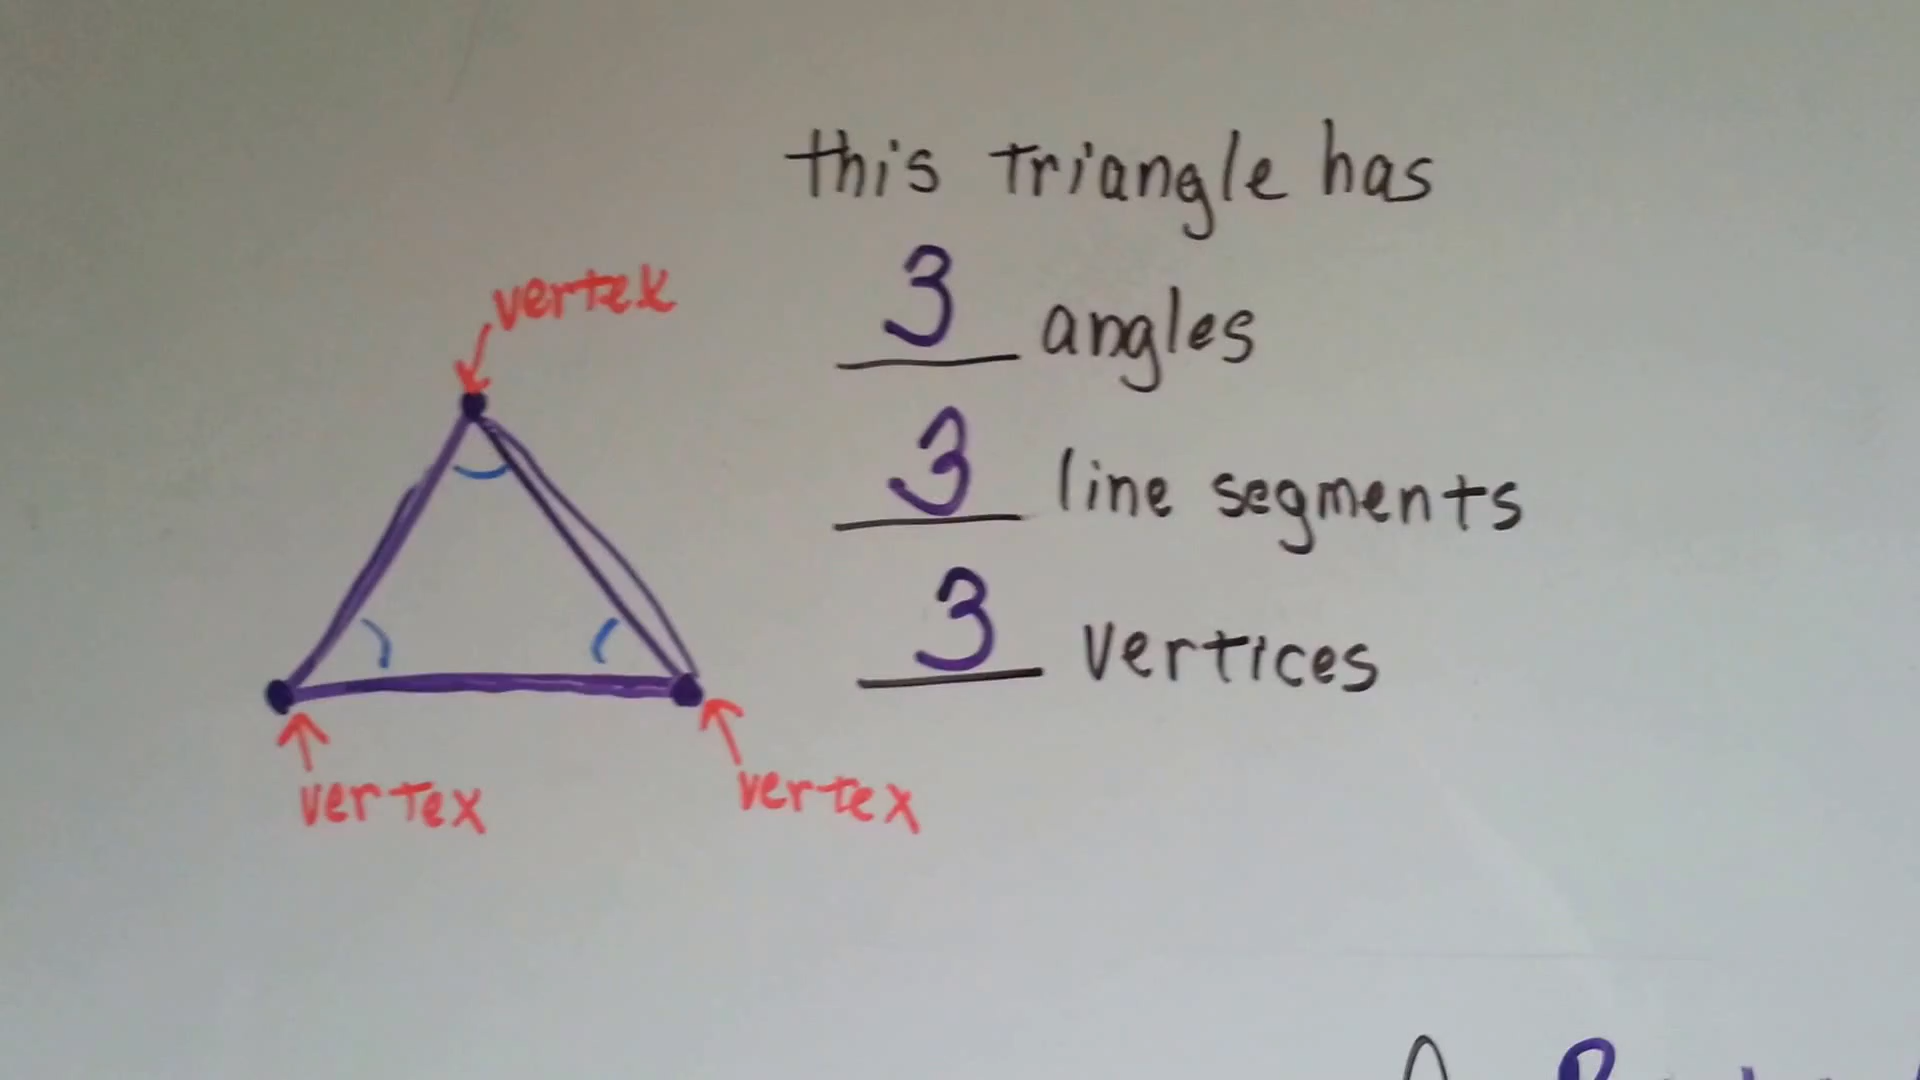 this triangle has
3 angles
3 line segments
3 vertices
vertex
vertex
vertex